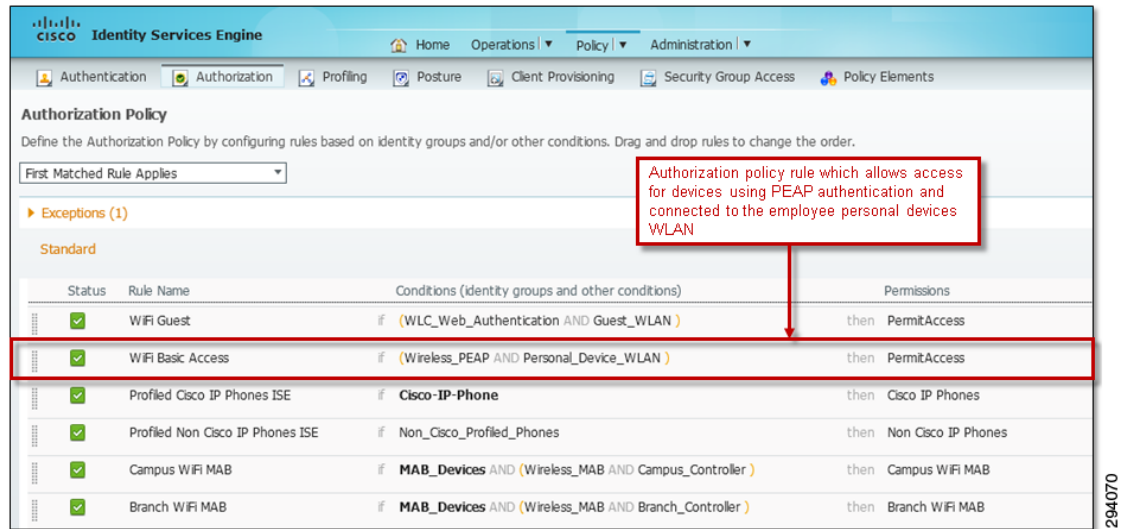 CISCO Identity Services Engine
Home Operations Policy Administration
Authentication Authorization Profiling Posture Client Provisioning Security Group Access Policy Elements
Authorization Policy
Define the Authorization Policy by configuring rules based on identity groups and/or other conditions. Drag and drop rules to change the order.
First Matched Rule Applies
Authorization policy rule which allows access
for devices using PEAP authentication and
connected to the employee personal devices
WLAN
Exceptions (1)
Standard
Status Rule Name Conditions (identity groups and other conditions) Permissions
WiFi Guest if (WLC_Web_Authentication AND Guest_WLAN ) then PermitAccess
WiFi Basic Access if (Wireless_PEAP AND Personal_Device_WLAN ) then PermitAccess
Profiled Cisco IP Phones ISE if Cisco-IP-Phone then Cisco IP Phones
Profiled Non Cisco IP Phones ISE if Non_Cisco_Profiled_Phones then Non Cisco IP Phones
Campus WiFi MAB if MAB_Devices AND (Wireless_MAB AND Campus_Controller ) then Campus WiFi MAB
Branch WiFi MAB if MAB_Devices AND (Wireless_MAB AND Branch_Controller ) then Branch WiFi MAB
294070